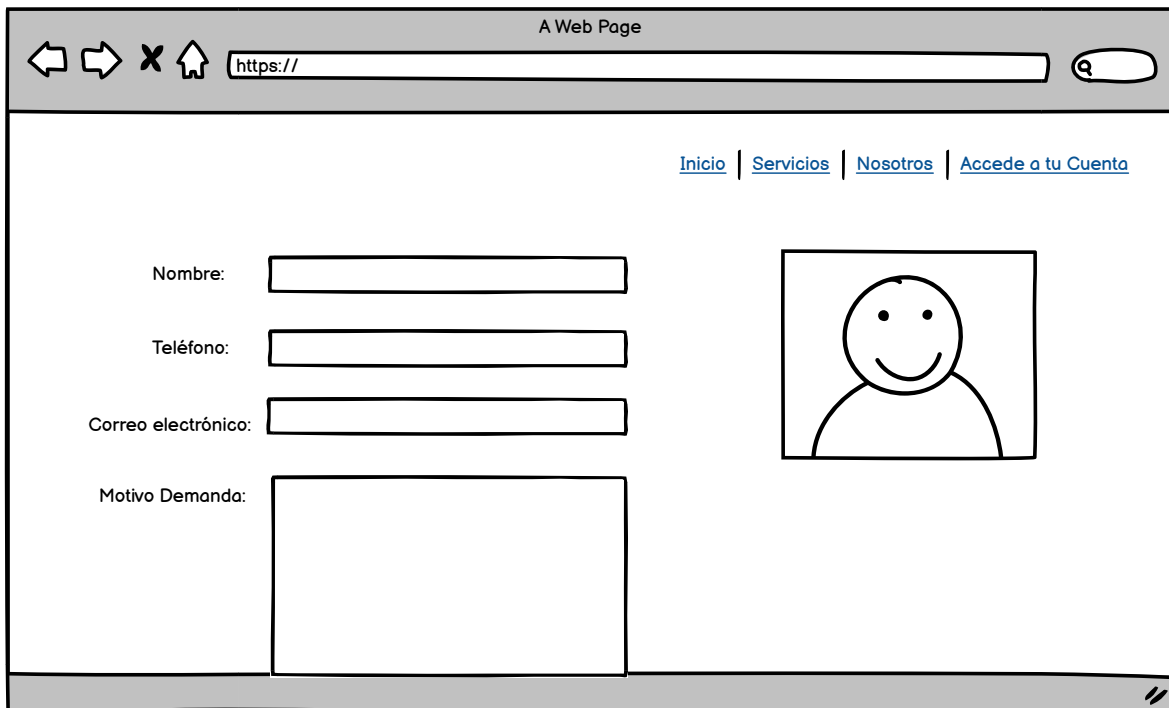 A Web Page
https://
Inicio Servicios Nosotros Accede a tu Cuenta
Nombre:
Teléfono:
Correo electrónico:
Motivo Demanda: